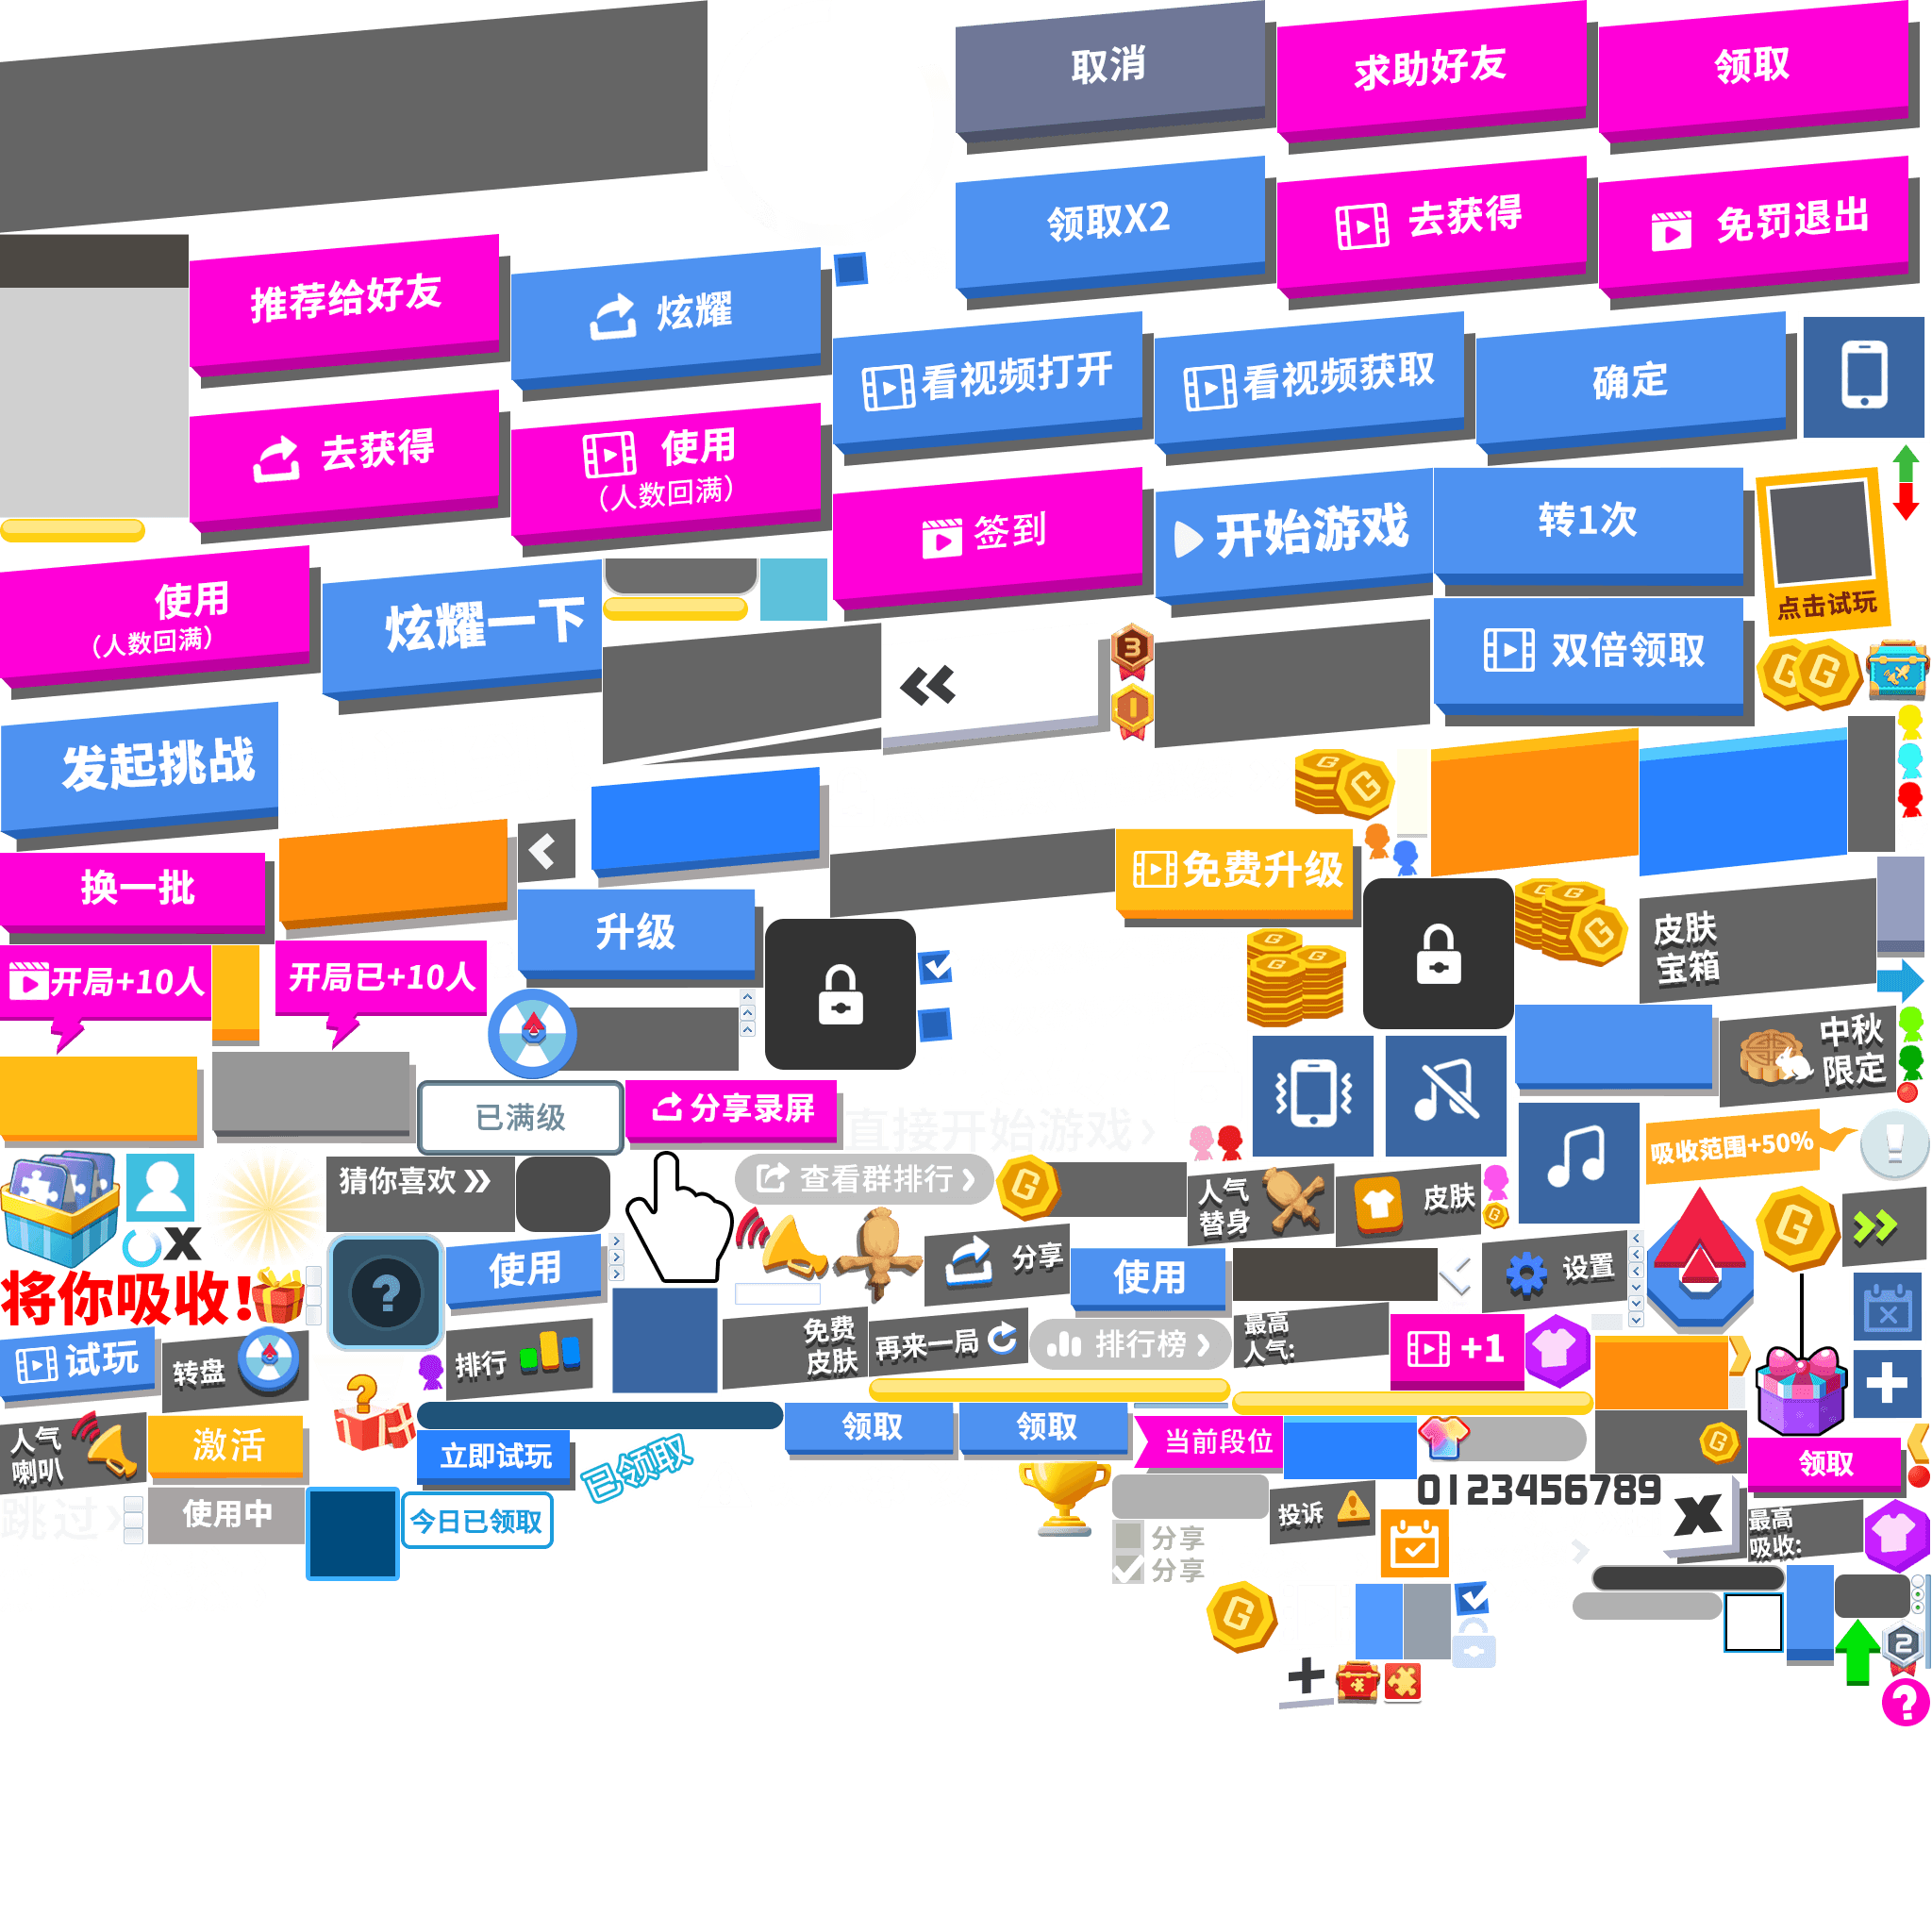 取消
求助好友
领取
领取X2
去获得
免罚退出
推荐给好友
炫耀
看视频打开
看视频获取
确定
去获得
使用
(人数回满)
签到
开始游戏
转1次
点击试玩
使用
(人数回满)
炫耀一下
3
1
双倍领取
G
G
发起挑战
G
G
换一批
升级
免费升级
G
皮肤
宝箱
开局+10人
开局已+10人
G
G
G
中秋
限定
已满级
分享录屏
直接开始游戏
吸收范围+50%
!
猜你喜欢
查看群排行
G
人气
替身
皮肤
G
G
X
将你吸收!
?
使用
分享
使用
设置
试玩
转盘
排行
免费
皮肤
再来一局
排行榜
最高
人气:
+1
?
人气
喇叭
激活
立即试玩
已领取
领取
领取
当前段位
G
领取
跳过
使用中
今日已领取
0123456789
投诉
X
最高
吸收:
分享
分享
G
2
?